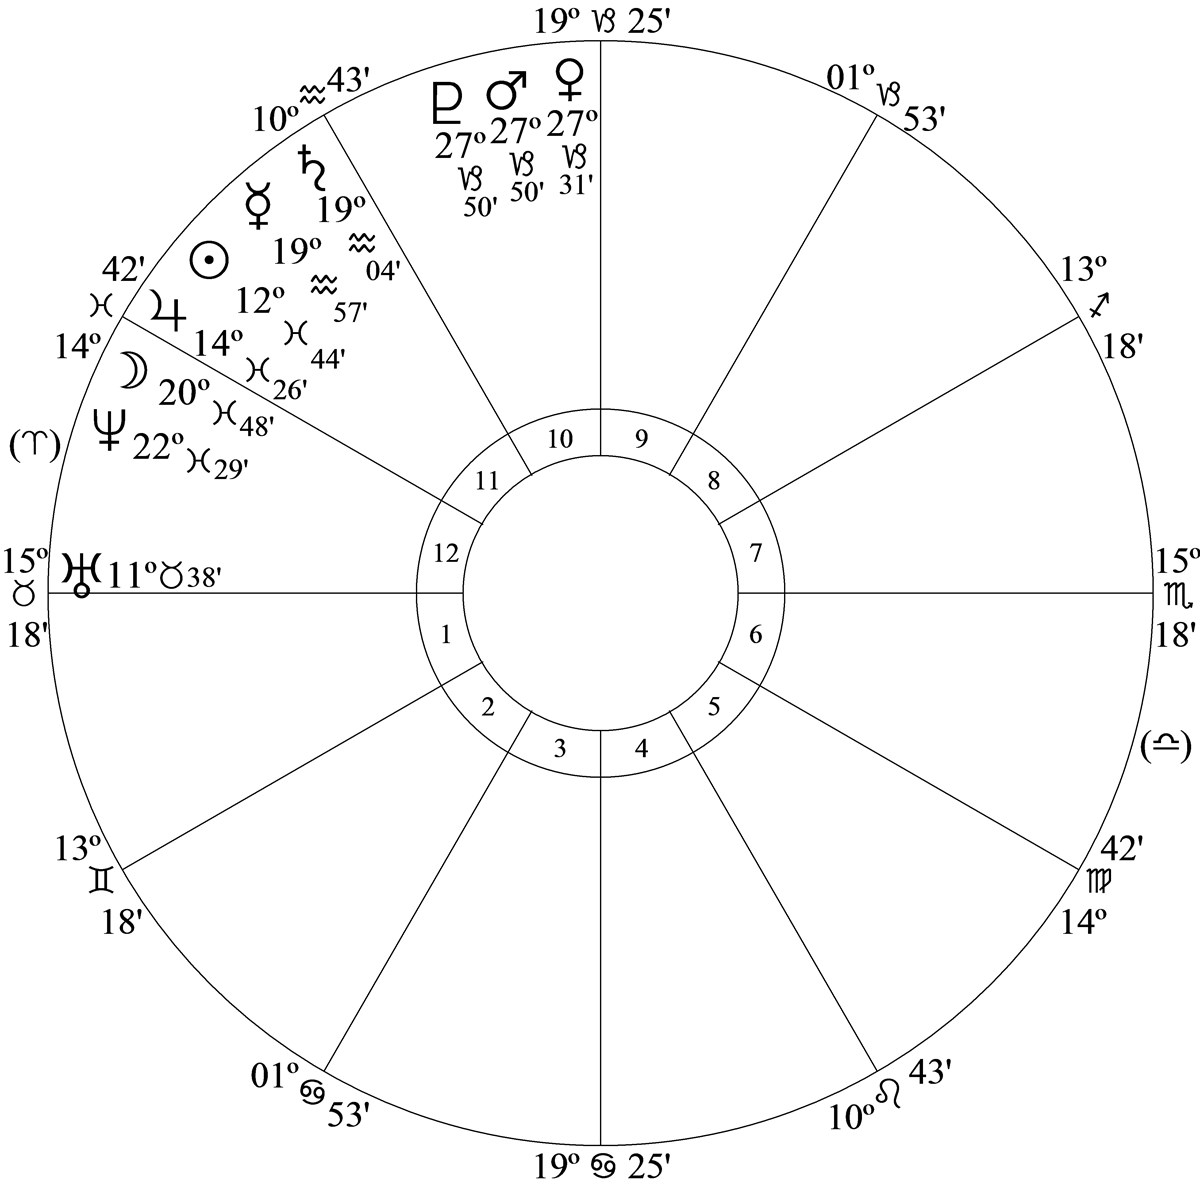 19º ♑ 25'
01º ♑ 53'
13º ♐ 18'
15º ♏ 18'
(♎)
42' ♍ 14º
43' ♌ 10º
19º ♋ 25'
01º ♋ 53'
13º ♊ 18'
15º ♉ 18'
(♈)
42' ♓ 14º
10º ♒ 43'
♇ 27º ♑ 50'
♂ 27º ♑ 50'
♀ 27º ♑ 31'
♄ 19º ♒ 04'
☿ 19º ♒ 57'
☉ 12º ♓ 44'
♃ 14º ♓ 26'
☽ 20º ♓ 48'
♆ 22º ♓ 29'
♅ 11º ♉ 38'
10
9
8
7
6
5
4
3
2
1
12
11